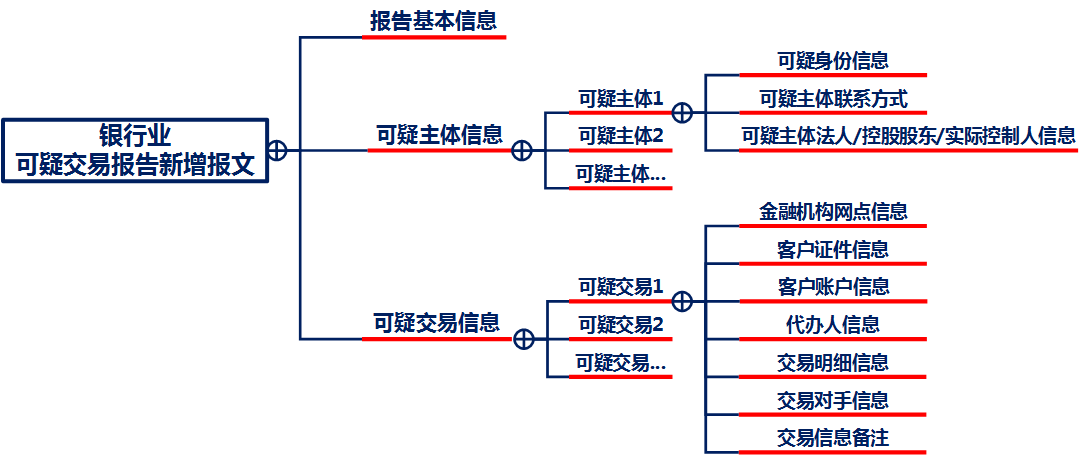 银行业
可疑交易报告新增报文
报告基本信息
可疑主体信息
可疑主体1
可疑身份信息
可疑主体联系方式
可疑主体法人/控股股东/实际控制人信息
可疑主体2
可疑主体...
可疑交易信息
可疑交易1
金融机构网点信息
客户证件信息
客户账户信息
代办人信息
交易明细信息
交易对手信息
交易信息备注
可疑交易2
可疑交易...